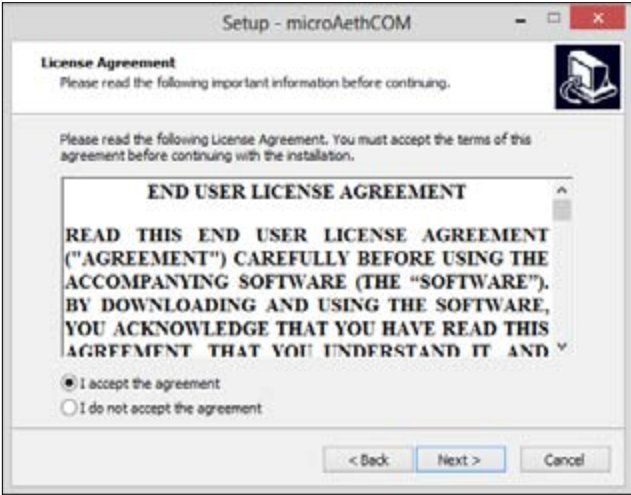 Setup - microAethCOM
License Agreement
Please read the following important information before continuing.
Please read the following License Agreement. You must accept the terms of this
agreement before continuing with the installation.
END USER LICENSE AGREEMENT
READ THIS END USER LICENSE AGREEMENT
("AGREEMENT") CAREFULLY BEFORE USING THE
ACCOMPANYING SOFTWARE (THE “SOFTWARE”).
BY DOWNLOADING AND USING THE SOFTWARE,
YOU ACKNOWLEDGE THAT YOU HAVE READ THIS
AGREEMENT, THAT YOU UNDERSTAND IT, AND
I accept the agreement
I do not accept the agreement
< Back
Next >
Cancel